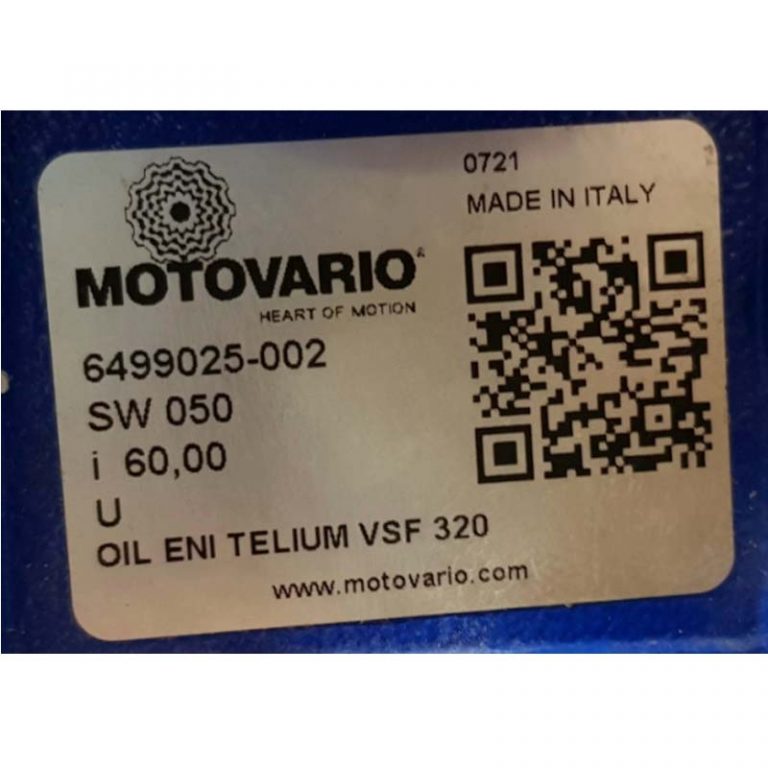 0721
MADE IN ITALY
MOTOVARIO
HEART OF MOTION
6499025-002
SW 050
i 60,00
U
OIL ENI TELIUM VSF 320
www.motovario.com